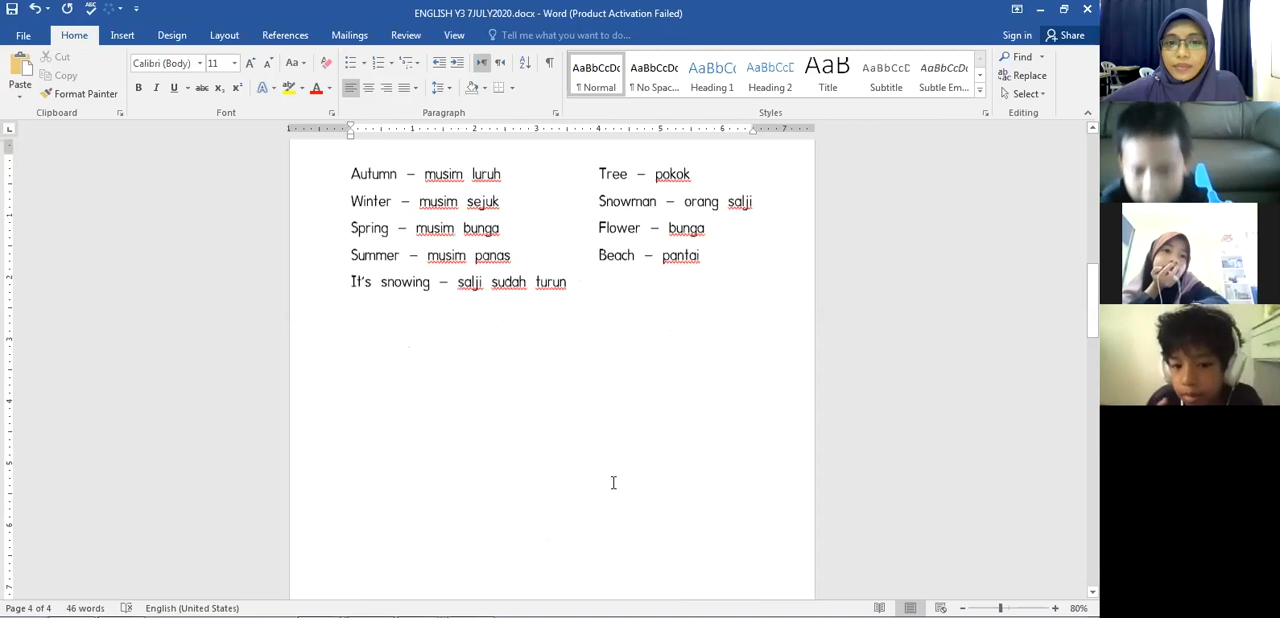 ENGLISH Y3 7JULY2020.docx - Word (Product Activation Failed)
File Home Insert Design Layout References Mailings Review View Tell me what you want to do... Sign in Share
Paste
Cut
Copy
Format Painter
Clipboard
Calibri (Body) 11
Font
Paragraph
AaBbCcDc AaBbCcDc AaBbCc AaBbCcD AaB AaBbCcD AaBbCcDc
¶ Normal ¶ No Spac... Heading 1 Heading 2 Title Subtitle Subtle Em...
Styles
Find
Replace
Select
Editing
Autumn – musim luruh
Winter – musim sejuk
Spring – musim bunga
Summer – musim panas
It's snowing – salji sudah turun
Tree – pokok
Snowman – orang salji
Flower – bunga
Beach – pantai
Page 4 of 4 46 words English (United States) 80%